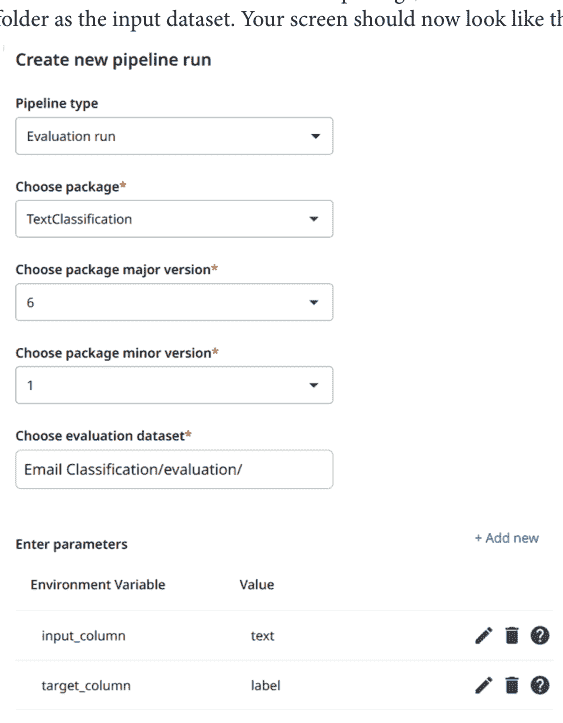 folder as the input dataset. Your screen should now look like th
Create new pipeline run
Pipeline type
Evaluation run
Choose package*
TextClassification
Choose package major version*
6
Choose package minor version*
1
Choose evaluation dataset*
Email Classification/evaluation/
Enter parameters + Add new
Environment Variable Value
input_column text
target_column label